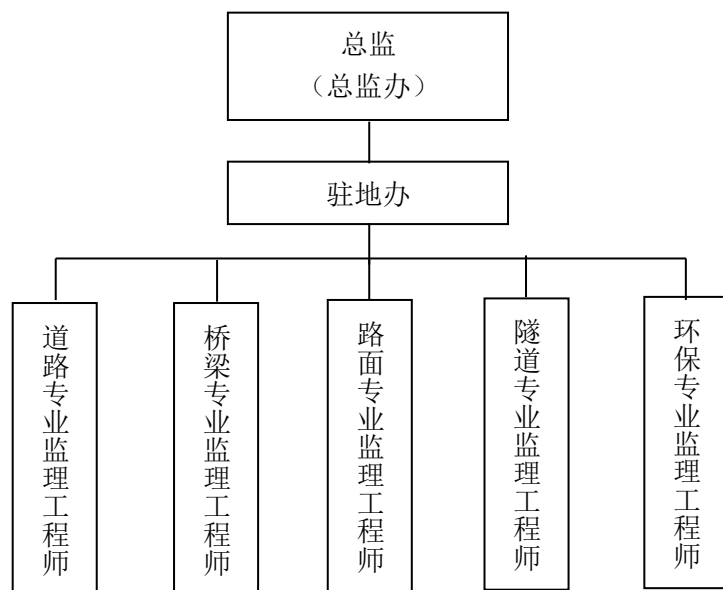 总监
（总监办）
驻地办
道路专业监理工程师
桥梁专业监理工程师
路面专业监理工程师
隧道专业监理工程师
环保专业监理工程师